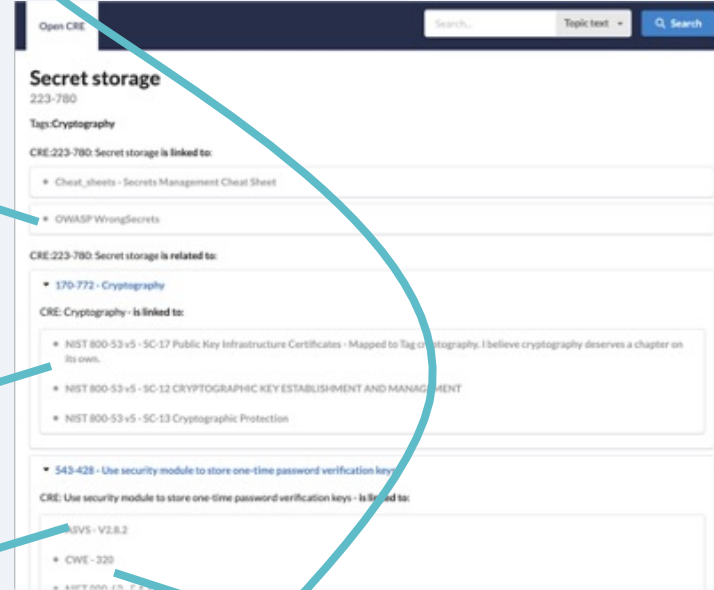 Open CRE
Search...
Topic text
Search
Secret storage
223-780
Tags:Cryptography
CRE:223-780: Secret storage is linked to:
Cheat_sheets - Secrets Management Cheat Sheet
OWASP WrongSecrets
CRE:223-780: Secret storage is related to:
170-772 - Cryptography
CRE: Cryptography - is linked to:
NIST 800-53 v5 - SC-17 Public Key Infrastructure Certificates - Mapped to Tag cryptography. I believe cryptography deserves a chapter on
its own.
NIST 800-53 v5 - SC-12 CRYPTOGRAPHIC KEY ESTABLISHMENT AND MANAGEMENT
NIST 800-53 v5 - SC-13 Cryptographic Protection
543-428 - Use security module to store one-time password verification keys
CRE: Use security module to store one-time password verification keys - is linked to:
ASVS - V2.8.2
CWE - 320